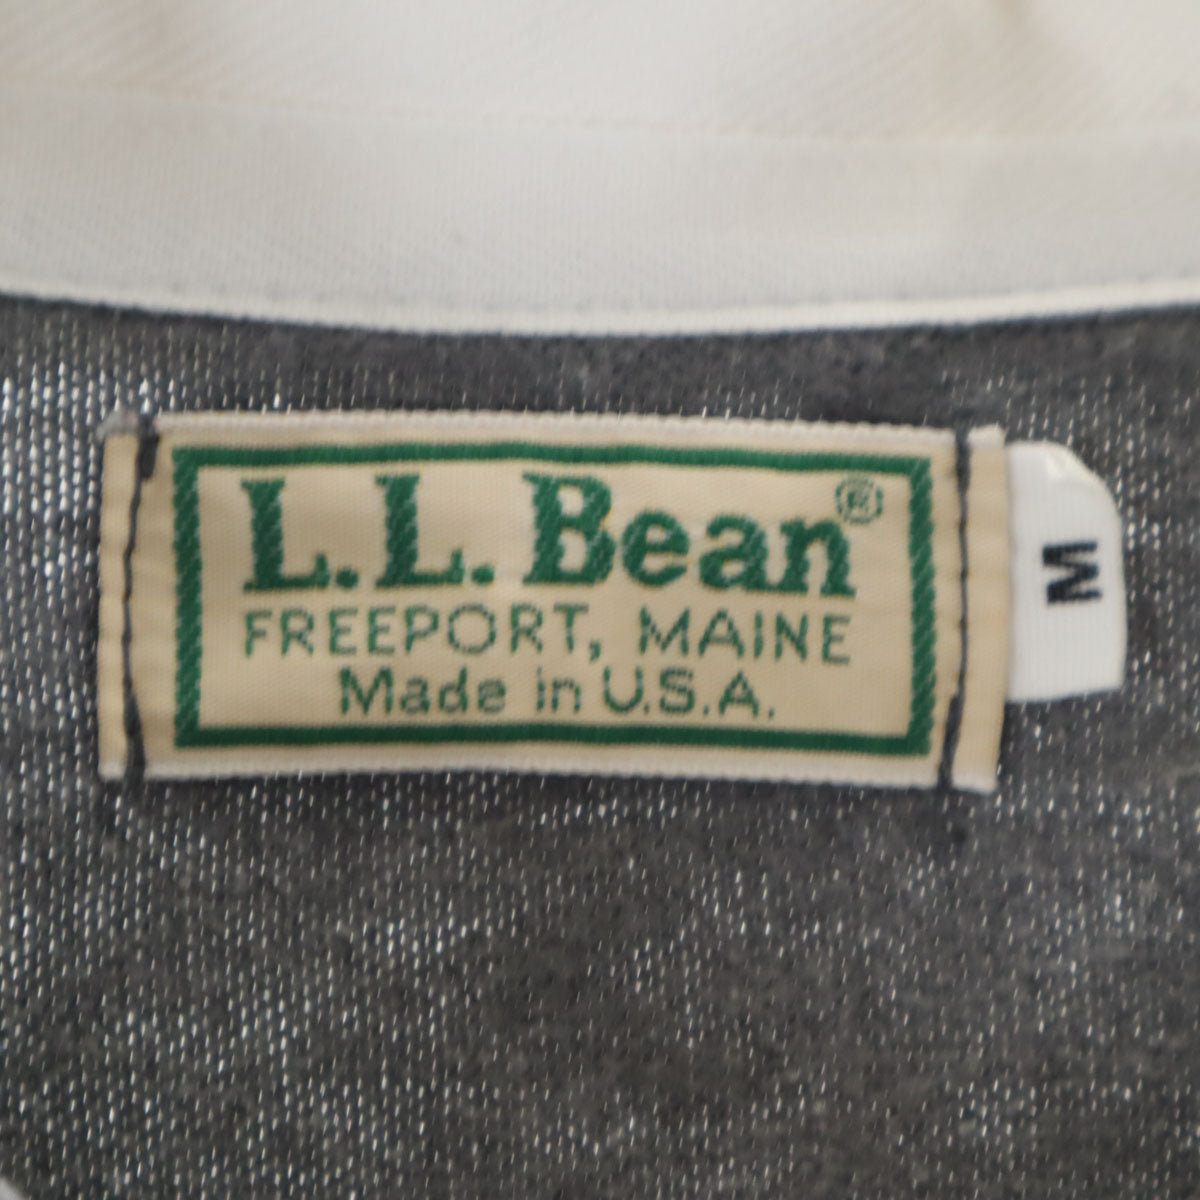 L.L.Bean®
FREEPORT, MAINE
Made in U.S.A.
M